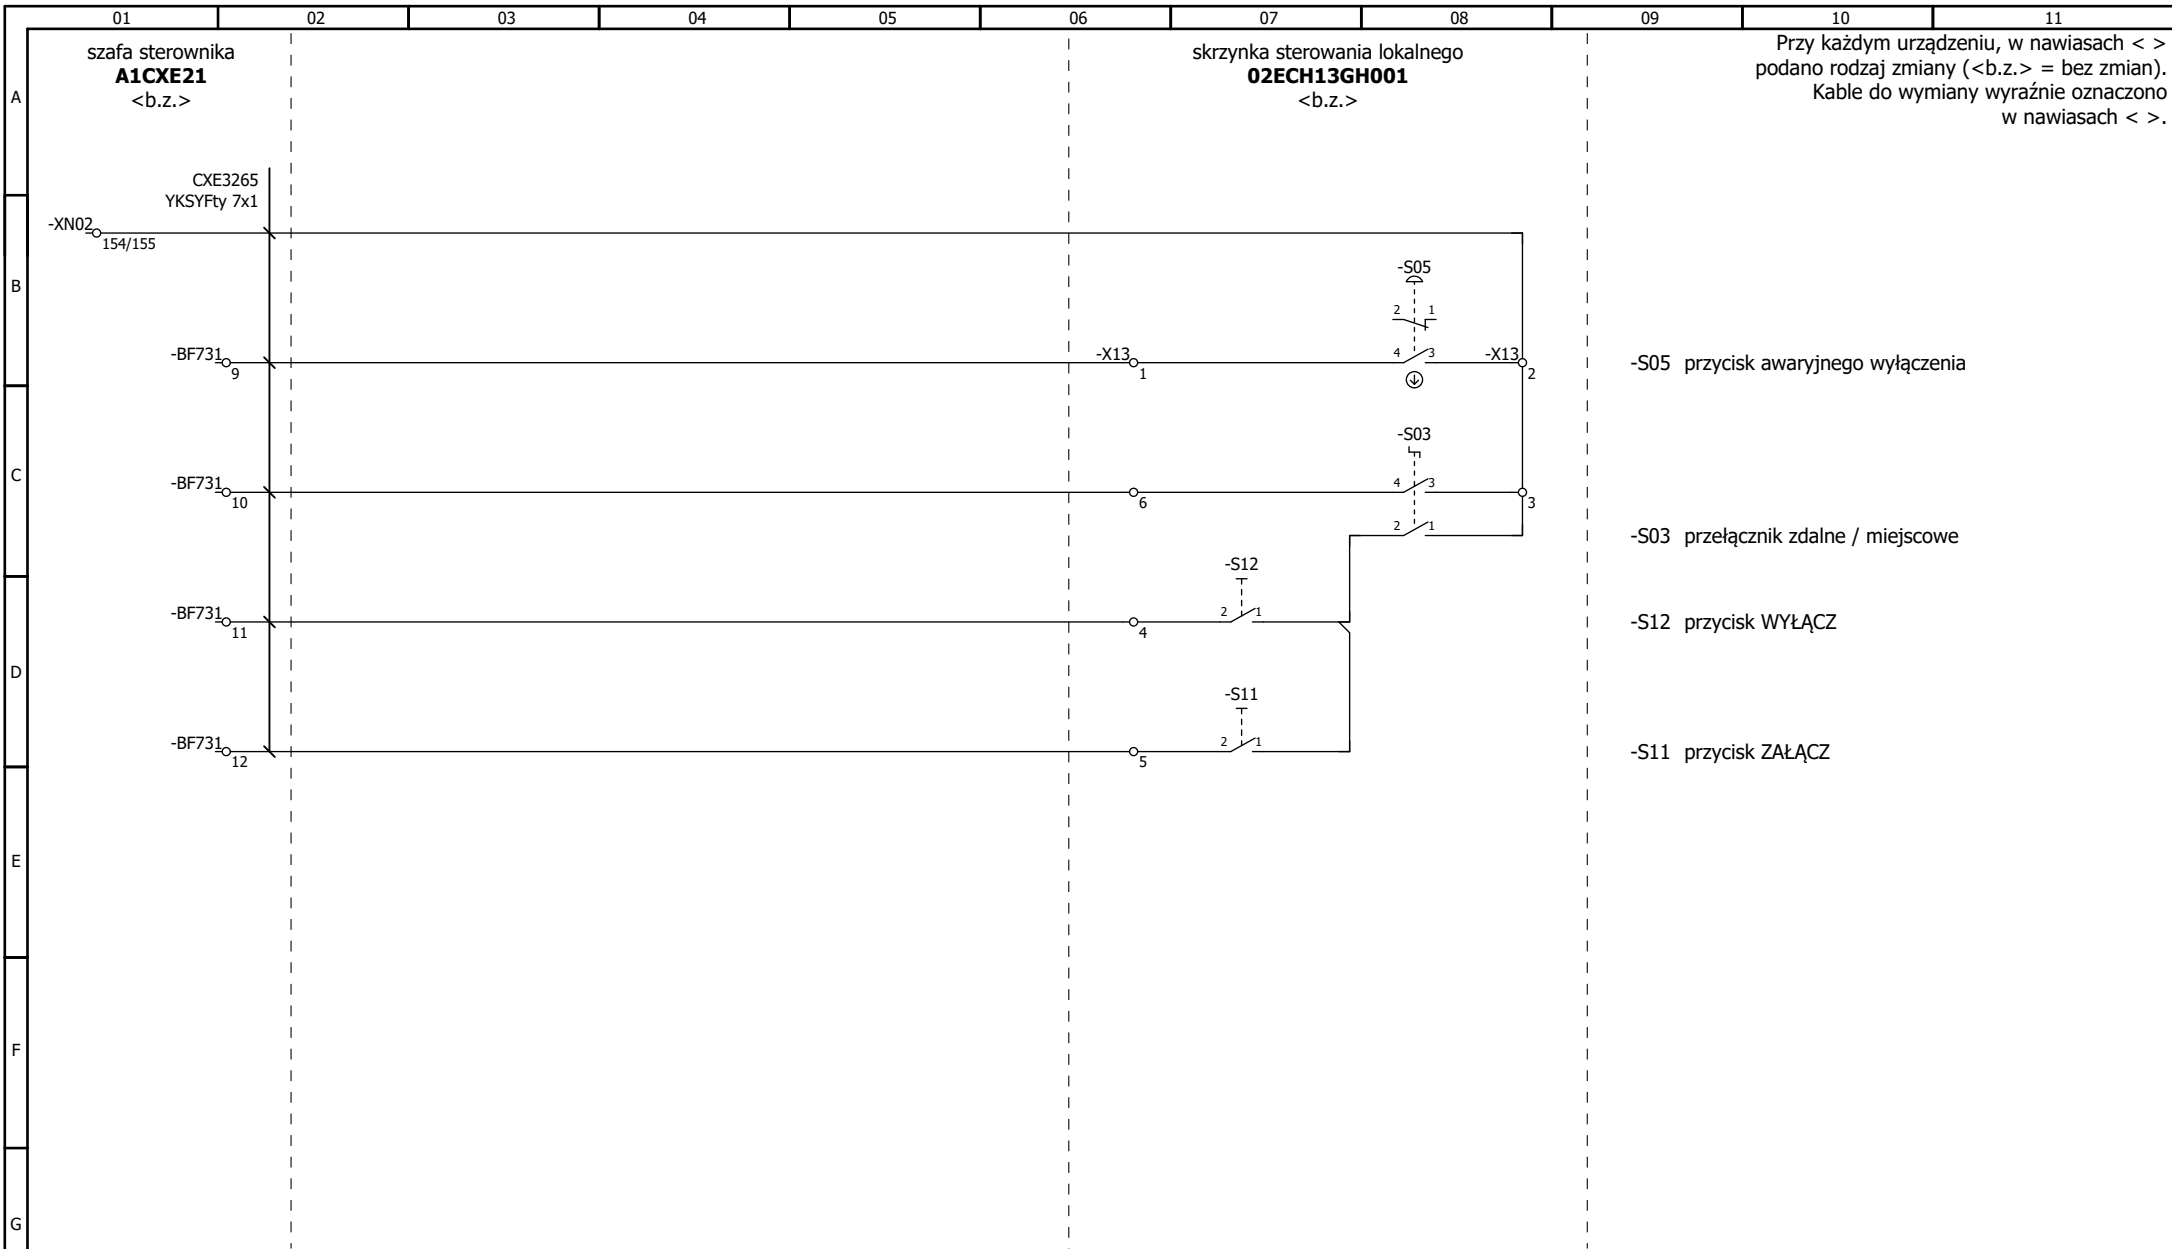 01 02 03 04 05 06 07 08 09 10 11
szafa sterownika
A1CXE21
<b.z.>
skrzynka sterowania lokalnego
02ECH13GH001
<b.z.>
Przy każdym urządzeniu, w nawiasach < >
podano rodzaj zmiany (<b.z.> = bez zmian).
Kable do wymiany wyraźnie oznaczono
w nawiasach < >.
A
CXE3265
YKSYFty 7x1
-XN02
154/155
B
-S05
2 1
-BF731
9
-X13
1
4 3
-X13
2
-S05 przycisk awaryjnego wyłączenia
C
-S03
-BF731
10
6
4 3
3
2 1
-S03 przełącznik zdalne / miejscowe
-S12
-BF731
11
4
2 1
-S12 przycisk WYŁĄCZ
D
-S11
-BF731
12
5
2 1
-S11 przycisk ZAŁĄCZ
E
F
G